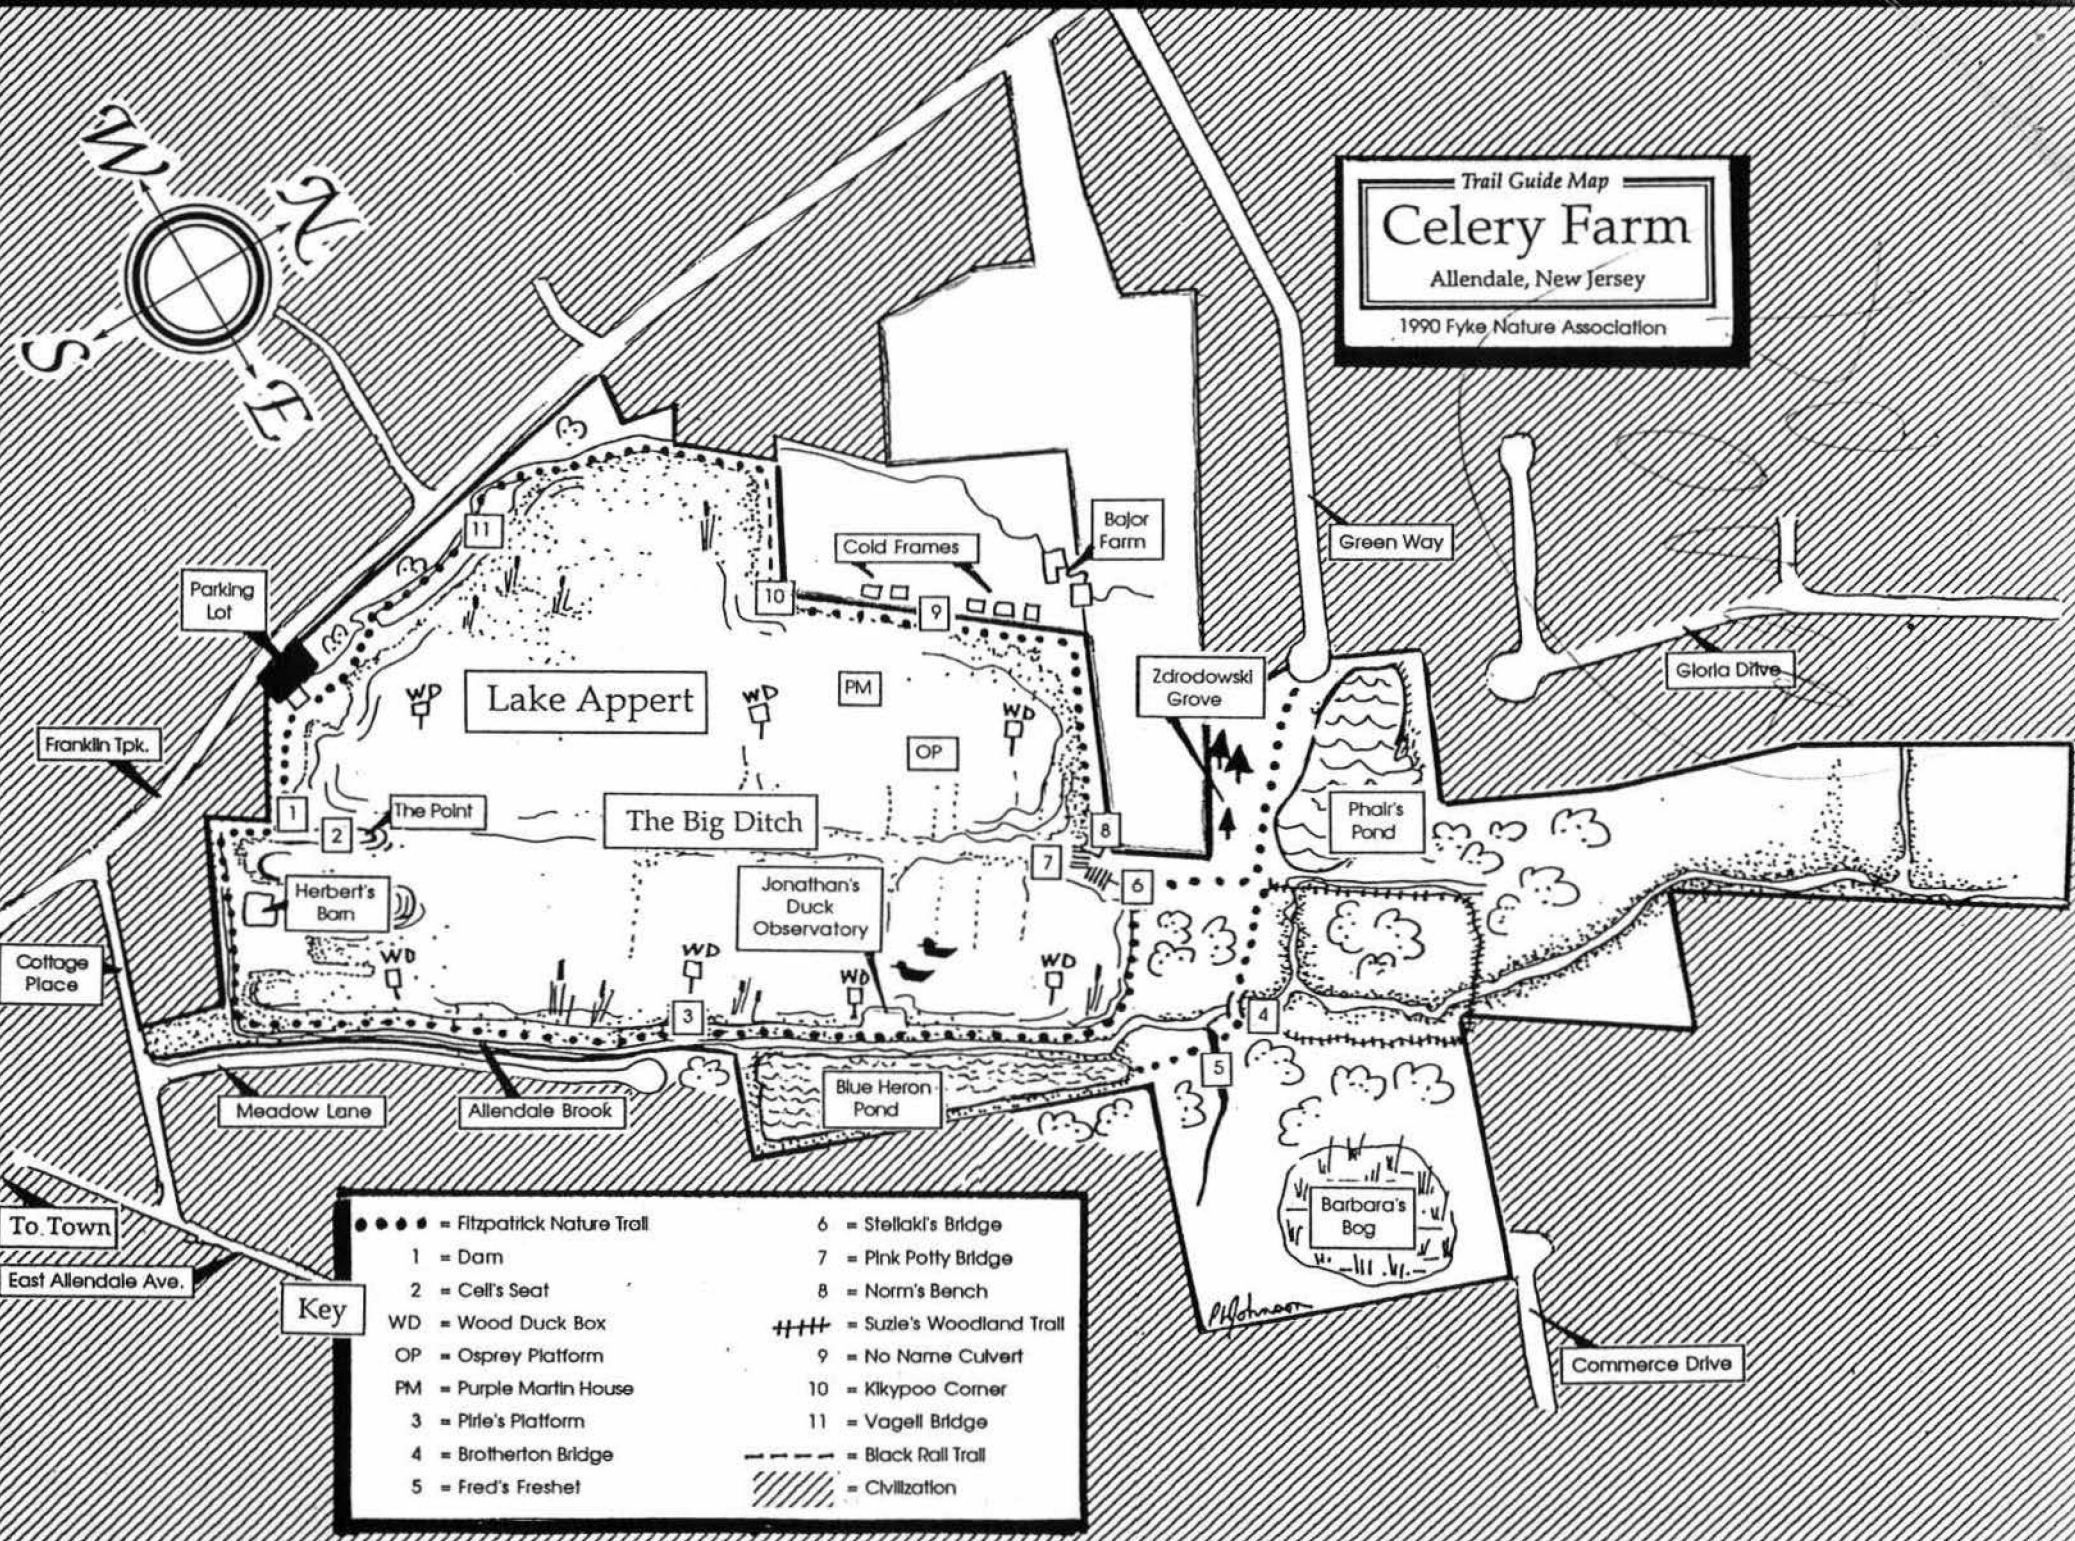 Trail Guide Map
Celery Farm
Allendale, New Jersey
1990 Fyke Nature Association
W
N
S
E
11
Parking
Lot
10
Cold Frames
9
Bajor
Farm
Green Way
Zdrodowski
Grove
Gloria Drive
Lake Appert
WD
WD
PM
WD
OP
Franklin Tpk.
1
2
The Point
The Big Ditch
8
7
6
Phair's
Pond
Herbert's
Barn
Jonathan's
Duck
Observatory
Cottage
Place
WD
WD
WD
WD
3
4
5
Meadow Lane
Allendale Brook
Blue Heron
Pond
Barbara's
Bog
To Town
East Allendale Ave.
Commerce Drive
PHJohnson
Key
= Fitzpatrick Nature Trail
1 = Dam
2 = Ceil's Seat
WD = Wood Duck Box
OP = Osprey Platform
PM = Purple Martin House
3 = Pirie's Platform
4 = Brotherton Bridge
5 = Fred's Freshet
6 = Stellaki's Bridge
7 = Pink Potty Bridge
8 = Norm's Bench
= Suzie's Woodland Trail
9 = No Name Culvert
10 = Kikypoo Corner
11 = Vagell Bridge
= Black Rail Trail
= Civilization